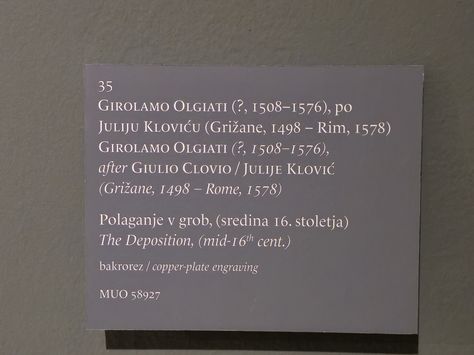 35
Girolamo Olgiati (?, 1508–1576), po
Juliju Kloviću (Grižane, 1498 – Rim, 1578)
Girolamo Olgiati (?, 1508–1576),
after Giulio Clovio / Julije Klović
(Grižane, 1498 – Rome, 1578)
Polaganje v grob, (sredina 16. stoletja)
The Deposition, (mid-16th cent.)
bakrorez / copper-plate engraving
MUO 58927